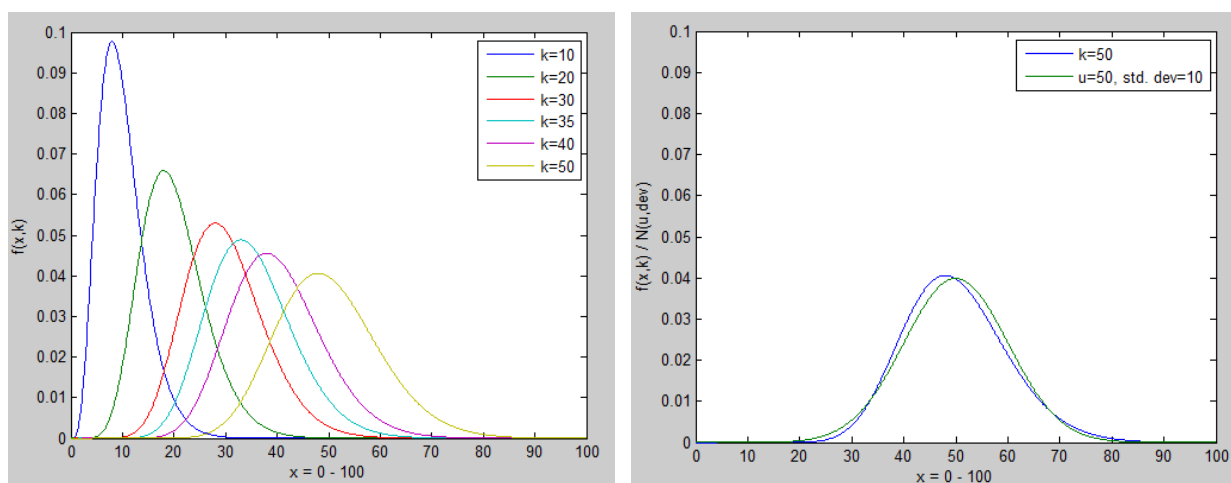 0.1
0.09
0.08
0.07
0.06
0.05
0.04
0.03
0.02
0.01
0
f(x,k)
k=10
k=20
k=30
k=35
k=40
k=50
0 10 20 30 40 50 60 70 80 90 100
x = 0 - 100
0.1
0.09
0.08
0.07
0.06
0.05
0.04
0.03
0.02
0.01
0
f(x,k) / N(u,dev)
k=50
u=50, std. dev=10
0 10 20 30 40 50 60 70 80 90 100
x = 0 - 100